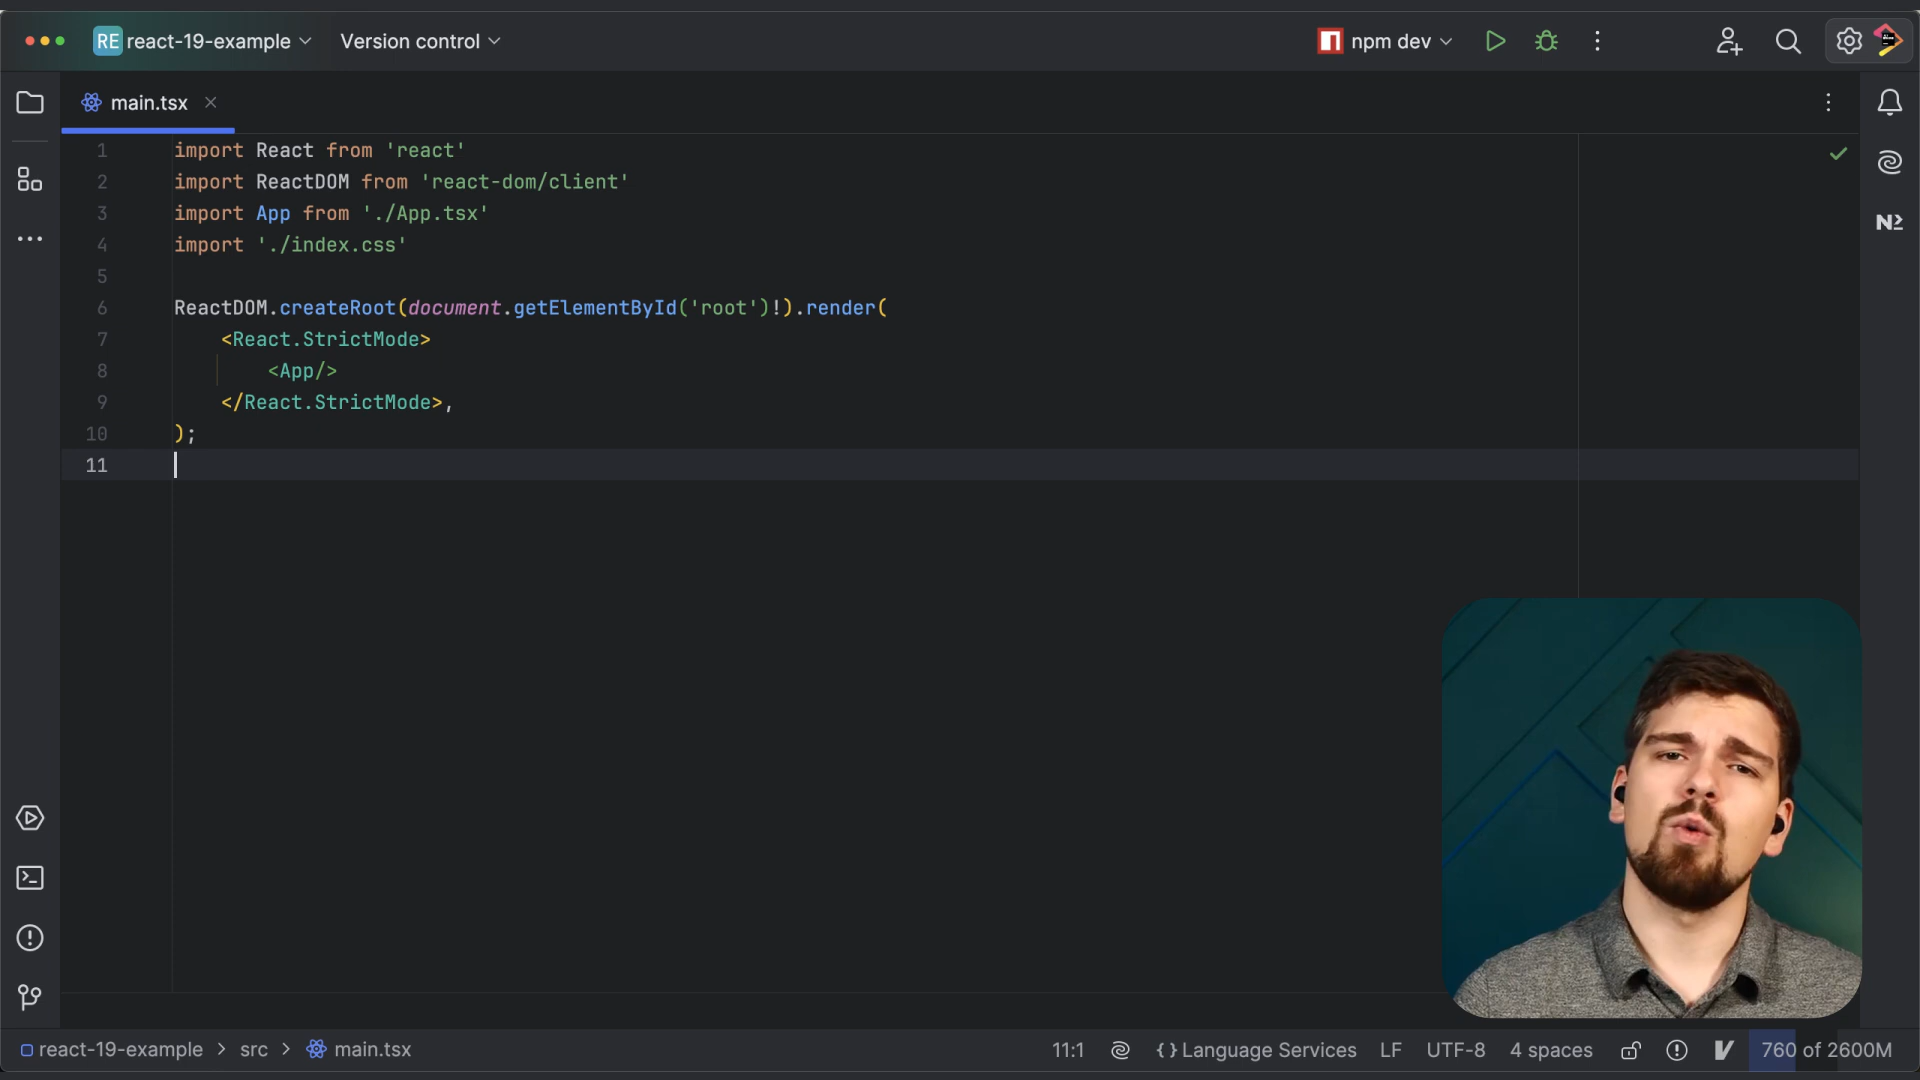 RE react-19-example Version control npm dev
main.tsx
1 import React from 'react'
2 import ReactDOM from 'react-dom/client'
3 import App from './App.tsx'
4 import './index.css'
5
6 ReactDOM.createRoot(document.getElementById('root')!).render(
7 <React.StrictMode>
8 <App/>
9 </React.StrictMode>,
10 );
11
react-19-example > src > main.tsx 11:1 {} Language Services LF UTF-8 4 spaces 760 of 2600M